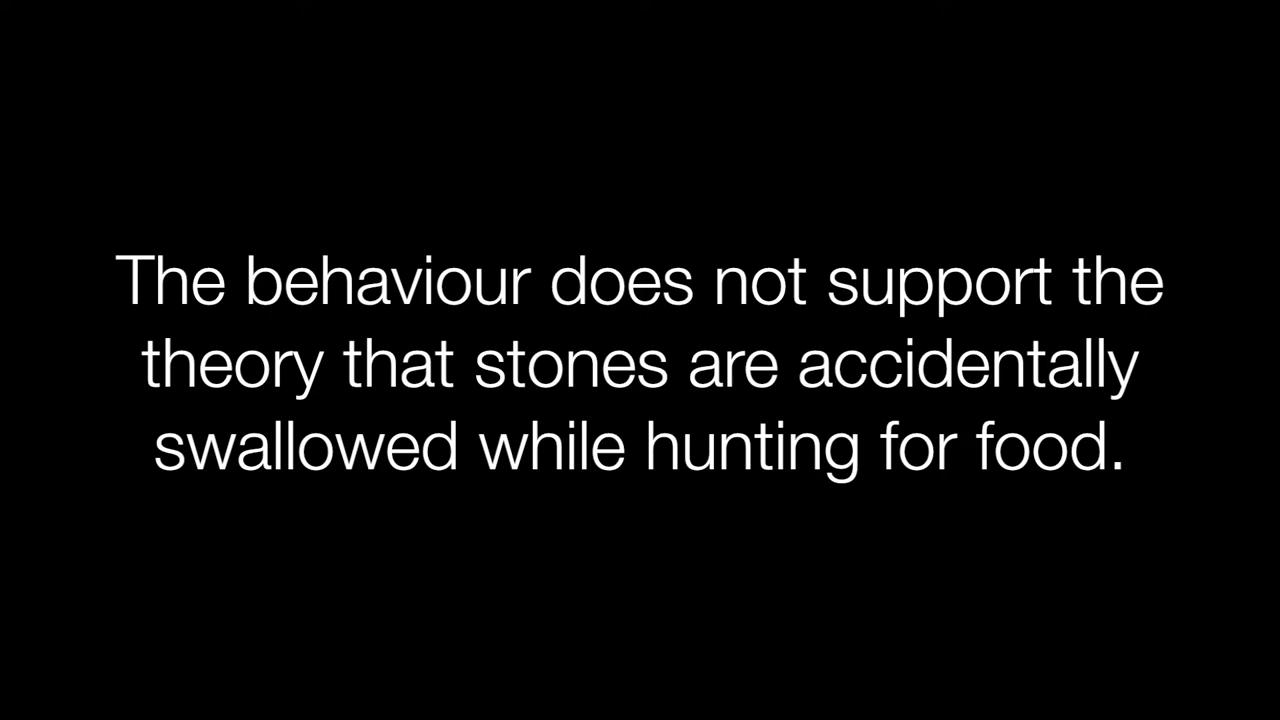 The behaviour does not support the
theory that stones are accidentally
swallowed while hunting for food.